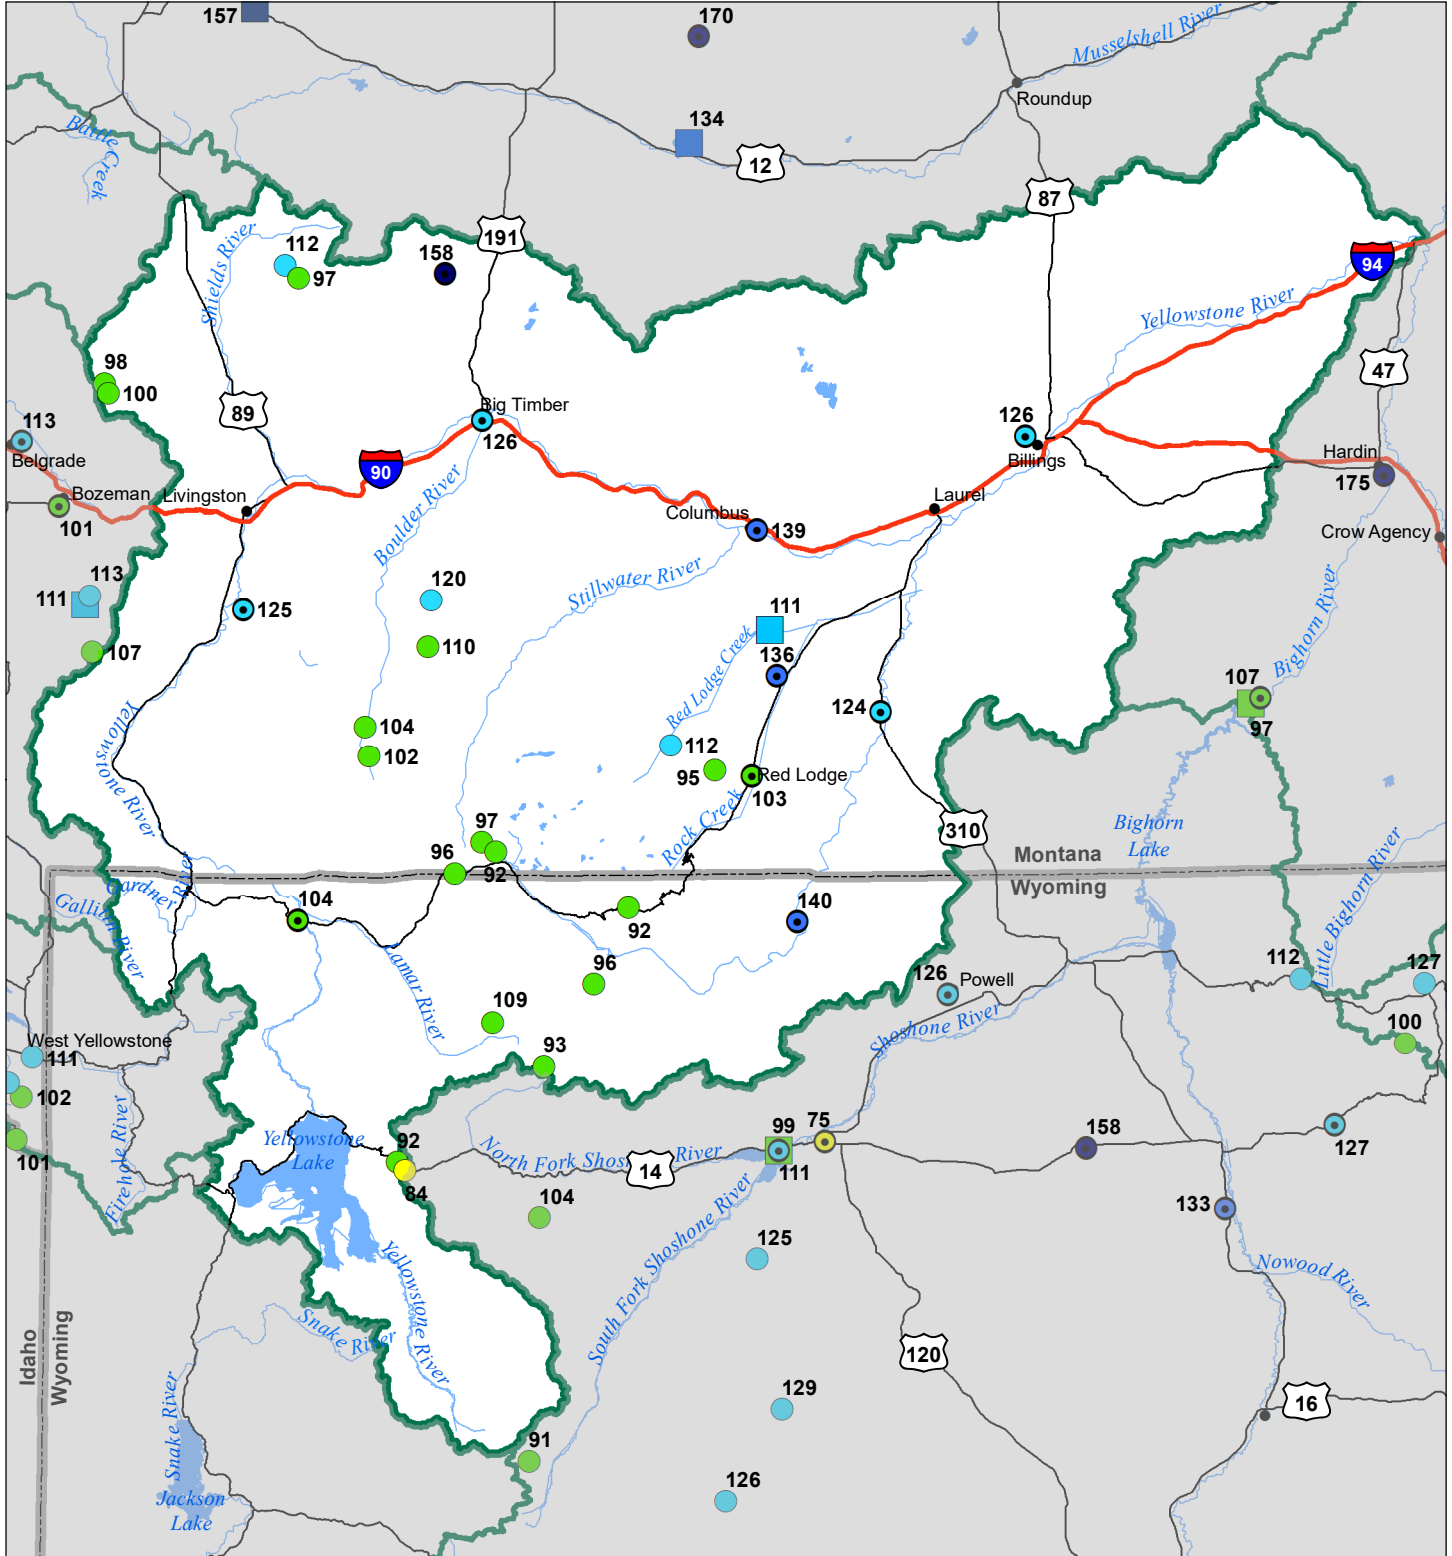 157
170
Musselshell River
Roundup
134
12
Battle
Creek
87
191
Shields River
112
97
158
94
Yellowstone River
47
98
100
89
Big Timber
126
126
Billings
113
Belgrade
90
Hardin
175
Bozeman
101
Livingston
Laurel
Columbus
139
Crow Agency
Boulder River
Stillwater River
113
111
120
125
111
Bighorn River
110
107
Red Lodge Creek
136
107
97
124
104
102
112
95
Red Lodge
103
Yellowstone River
Rock Creek
310
Bighorn
Lake
97
96
92
Montana
Wyoming
Little Bighorn River
Gardner
River
Gallatin River
104
92
140
96
Lamar River
126
Powell
112
127
109
Shoshone River
100
West Yellowstone
111
93
102
Firehole River
101
Yellowstone
Lake
92
84
North Fork Shos
River
14
99
111
75
158
127
104
133
South Fork Shoshone River
125
Yellowstone River
Nowood River
Snake River
Idaho
Wyoming
120
129
16
Snake River
91
Jackson
Lake
126